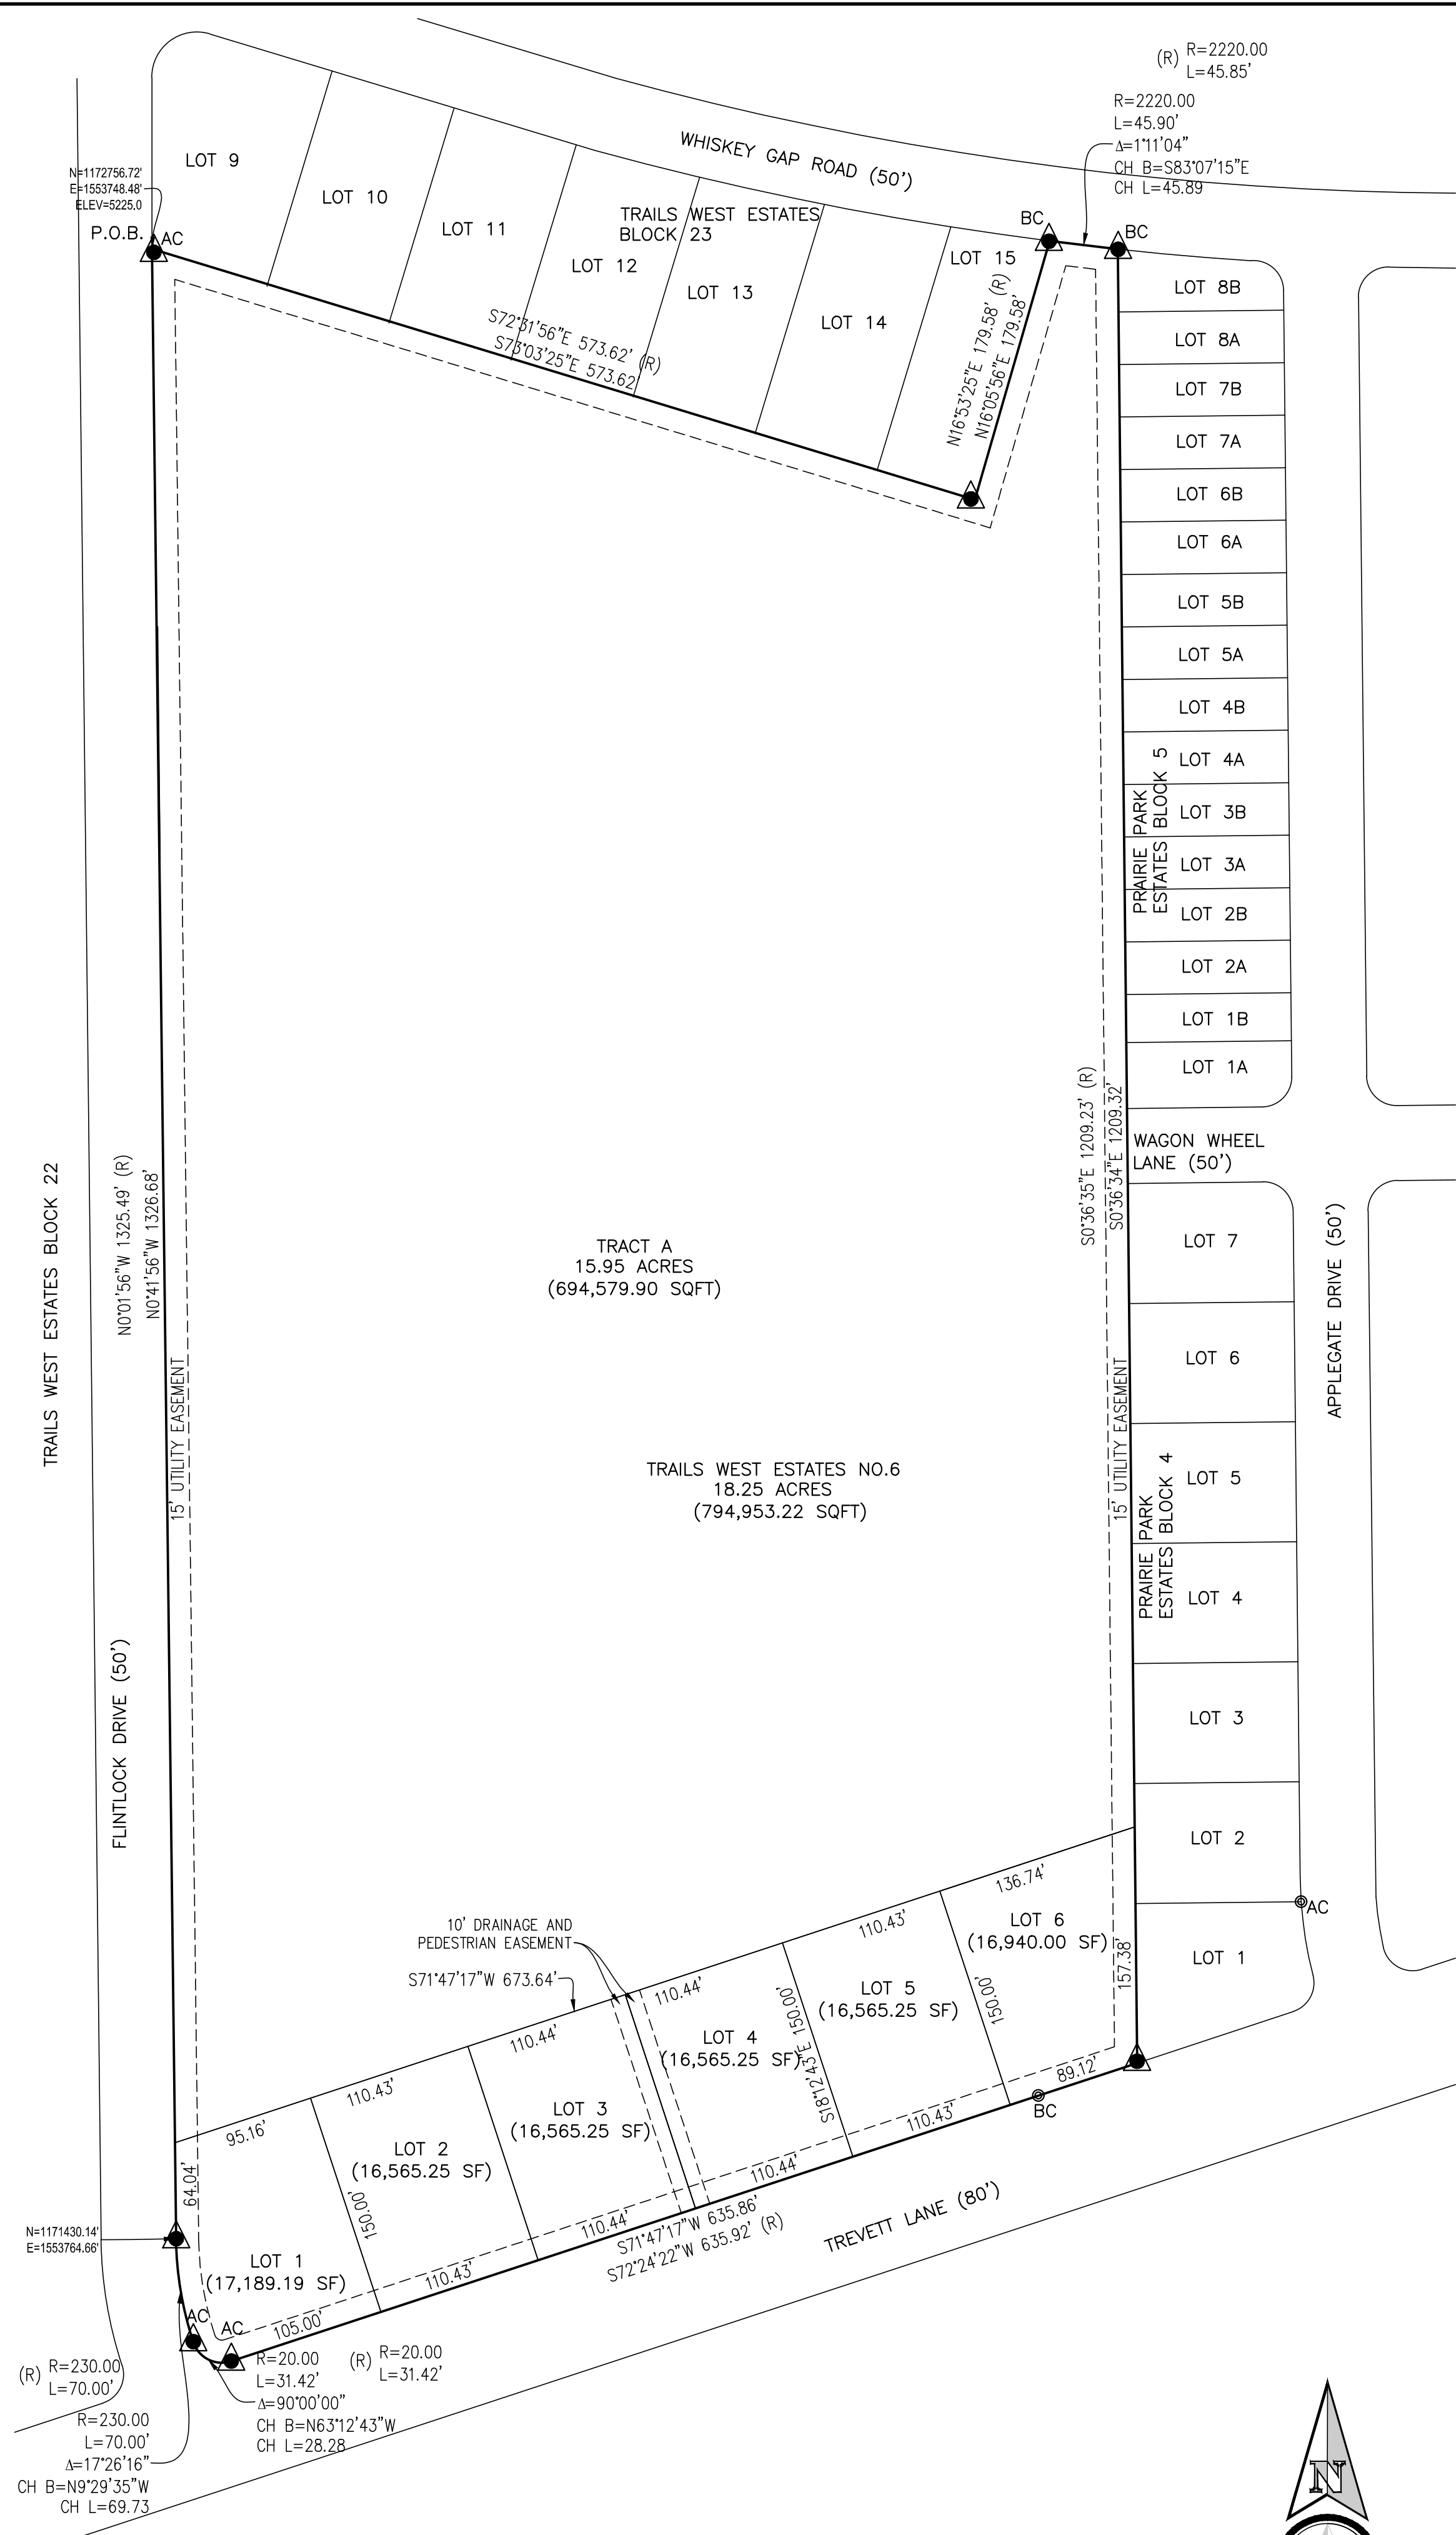 (R) R=2220.00
L=45.85'
R=2220.00
L=45.90'
Δ=1°11'04"
CH B=S83°07'15"E
CH L=45.89
WHISKEY GAP ROAD (50')
N=1172756.72'
E=1553748.48'
ELEV=5225.0
P.O.B.
AC
LOT 9
LOT 10
LOT 11
TRAILS WEST ESTATES
BLOCK 23
LOT 12
LOT 13
LOT 14
LOT 15
BC
BC
S72°31'56"E 573.62' (R)
S73°03'25"E 573.62'
N16°53'25"E 179.58' (R)
N16°05'56"E 179.58'
LOT 8B
LOT 8A
LOT 7B
LOT 7A
LOT 6B
LOT 6A
LOT 5B
LOT 5A
LOT 4B
LOT 4A
LOT 3B
LOT 3A
LOT 2B
LOT 2A
LOT 1B
LOT 1A
PRAIRIE PARK
ESTATES BLOCK 5
S0°36'35"E 1209.23' (R)
S0°36'34"E 1209.32'
WAGON WHEEL
LANE (50')
APPLEGATE DRIVE (50')
TRAILS WEST ESTATES BLOCK 22
N0°01'56"W 1325.49' (R)
N0°41'56"W 1326.68'
TRACT A
15.95 ACRES
(694,579.90 SQFT)
15' UTILITY EASEMENT
15' UTILITY EASEMENT
TRAILS WEST ESTATES NO.6
18.25 ACRES
(794,953.22 SQFT)
LOT 7
LOT 6
LOT 5
LOT 4
LOT 3
LOT 2
LOT 1
PRAIRIE PARK
ESTATES BLOCK 4
AC
FLINTLOCK DRIVE (50')
10' DRAINAGE AND
PEDESTRIAN EASEMENT
S71°47'17"W 673.64'
95.16'
110.43'
110.44'
110.44'
110.43'
136.74'
LOT 6
(16,940.00 SF)
157.38'
LOT 5
(16,565.25 SF)
150.00'
LOT 4
(16,565.25 SF)
S18°12'43"E 150.00'
LOT 3
(16,565.25 SF)
LOT 2
(16,565.25 SF)
150.00'
LOT 1
(17,189.19 SF)
64.04'
89.12'
BC
110.43'
110.44'
110.44'
110.43'
105.00'
S71°47'17"W 635.86'
S72°24'22"W 635.92' (R)
TREVETT LANE (80')
N=1171430.14'
E=1553764.66'
AC
AC
R=20.00
L=31.42'
Δ=90°00'00"
CH B=N63°12'43"W
CH L=28.28
(R) R=20.00
L=31.42'
(R) R=230.00
L=70.00'
R=230.00
L=70.00'
Δ=17°26'16"
CH B=N9°29'35"W
CH L=69.73
N